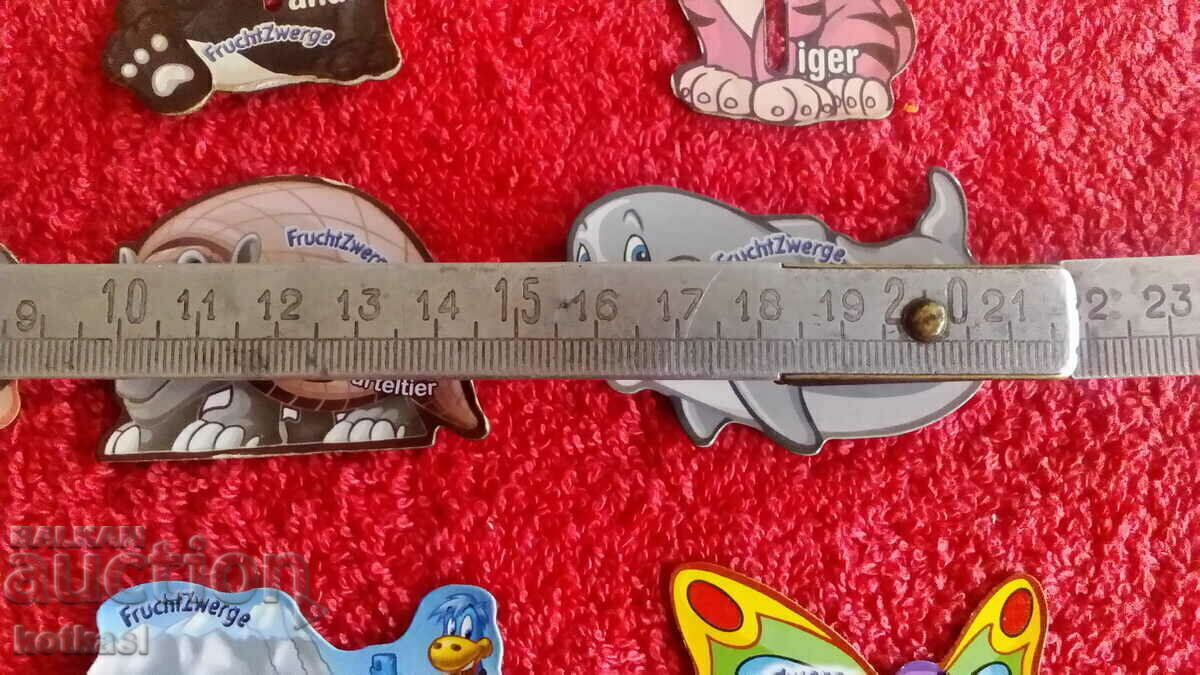 FruchtZwerge
iger
FruchtZwerge
FruchtZwerge
9 10 11 12 13 14 15 16 17 18 19 20 21 2 23
ürteltier
BALKAN
auction
FruchtZwerge
kotkasl